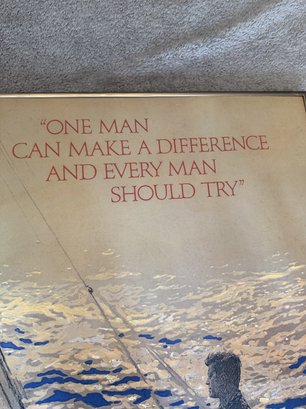 “ONE MAN
CAN MAKE A DIFFERENCE
AND EVERY MAN
SHOULD TRY”